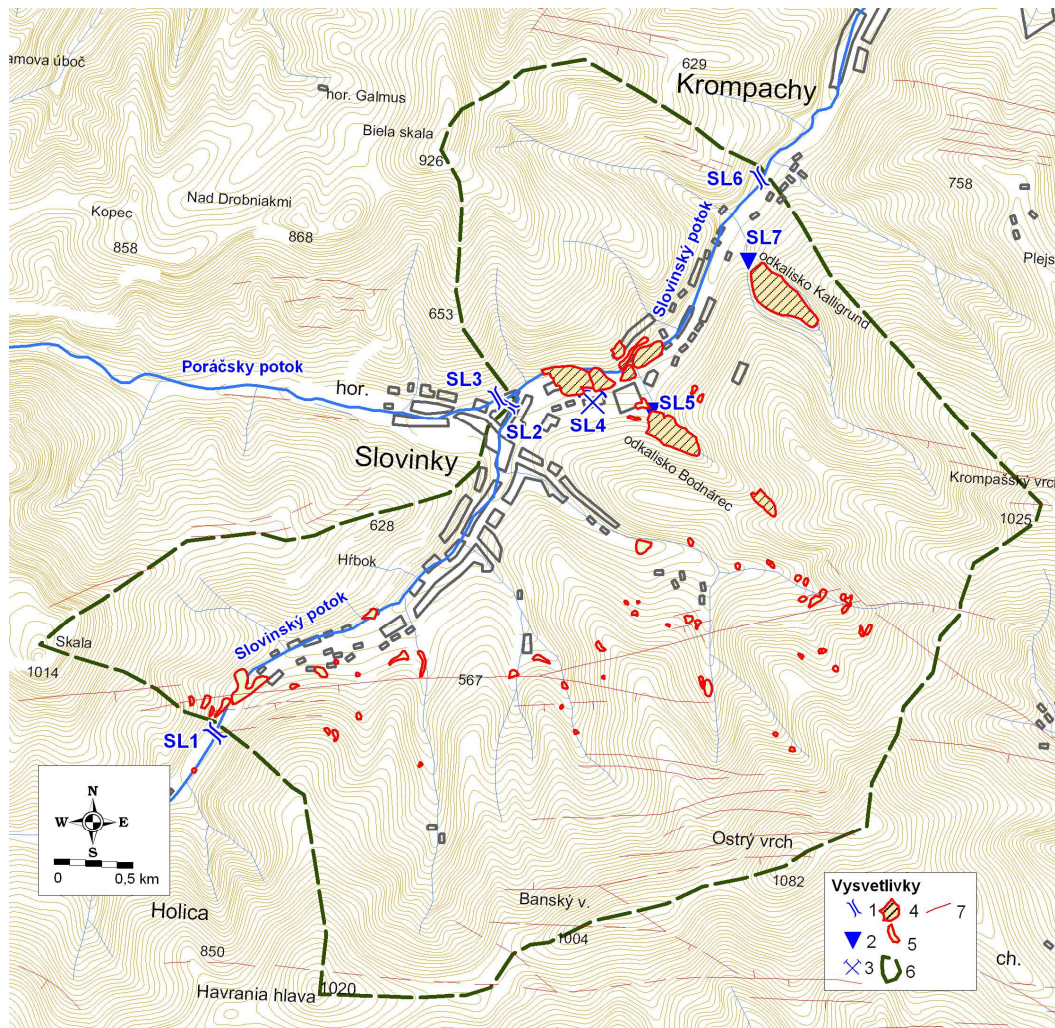 629
Krompachy
amova úboč
hor. Galmus
Biela skala
926
SL6
758
Nad Drobniakmi
Kopec
868
858
SL7
Slovinský potok
odkalisko Kalligrund
Plejs
653
Poráčsky potok
hor.
SL3
SL2
SL4
SL5
odkalisko Bodnárec
Slovinky
Krompašský vrch
1025
628
Hŕbok
Slovinský potok
Skala
1014
567
SL1
N
W E
S
0 0,5 km
Ostrý vrch
1082
Holica
Banský v.
850
1004
ch.
Havrania hlava
1020
Vysvetlivky
1 4 7
2 5
3 6